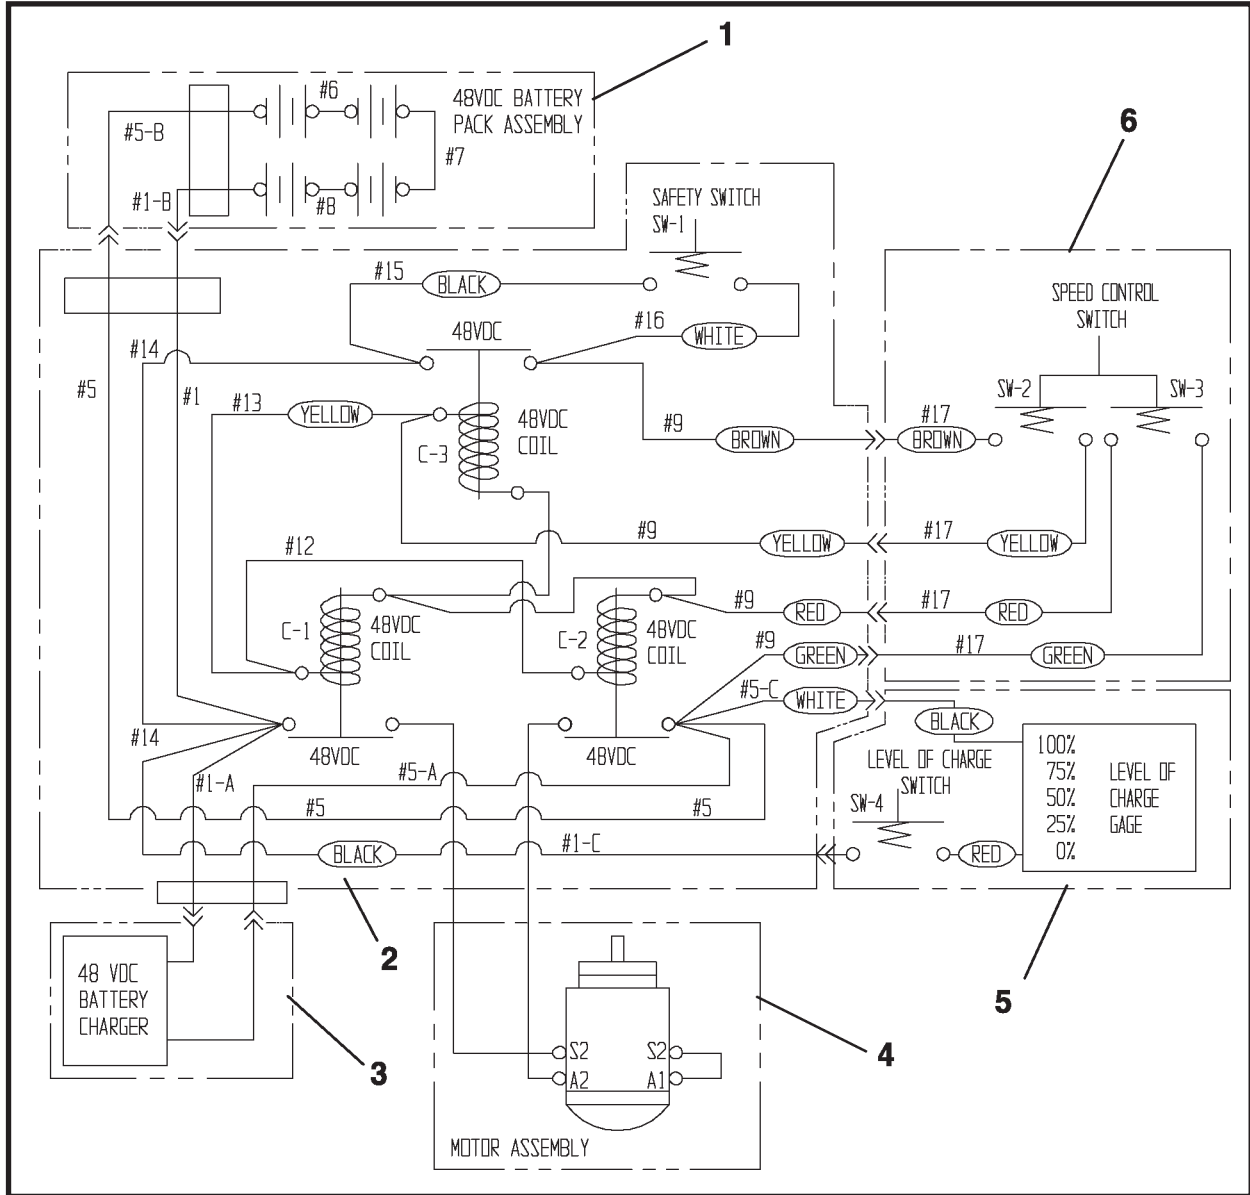 1
48VDC BATTERY
PACK ASSEMBLY
#6
#5-B
#7
#1-B
#8
6
SAFETY SWITCH
SW-1
#15
BLACK
#16
WHITE
48VDC
SPEED CONTROL
SWITCH
#14
#5
#1
#13
YELLOW
48VDC
COIL
C-3
SW-2
SW-3
#9
BROWN
#17
BROWN
#9
YELLOW
#17
YELLOW
#12
#9
RED
#17
RED
C-1
48VDC
COIL
C-2
48VDC
COIL
#9
GREEN
#17
GREEN
#5-C
WHITE
BLACK
#14
48VDC
48VDC
#1-A
#5-A
#5
#5
LEVEL OF CHARGE
SWITCH
SW-4
100%
75%
50%
25%
0%
LEVEL OF
CHARGE
GAGE
BLACK
#1-C
RED
2
48 VDC
BATTERY
CHARGER
3
4
5
S2
A2
S2
A1
MOTOR ASSEMBLY